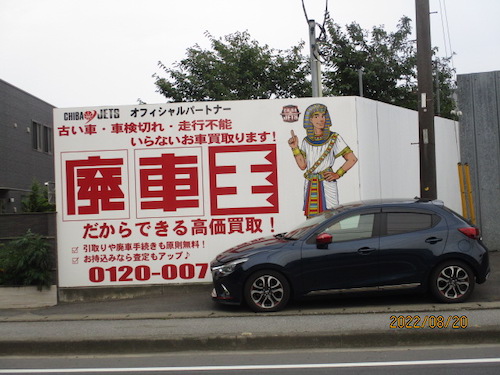 CHIBA JETS オフィシャルパートナー
古い車・車検切れ・走行不能
いらないお車買取ります!
廃車王
だからできる高価買取!
引取りや廃車手続きも原則無料!
お持込みなら査定もアップ♪
0120-007
2022/08/20